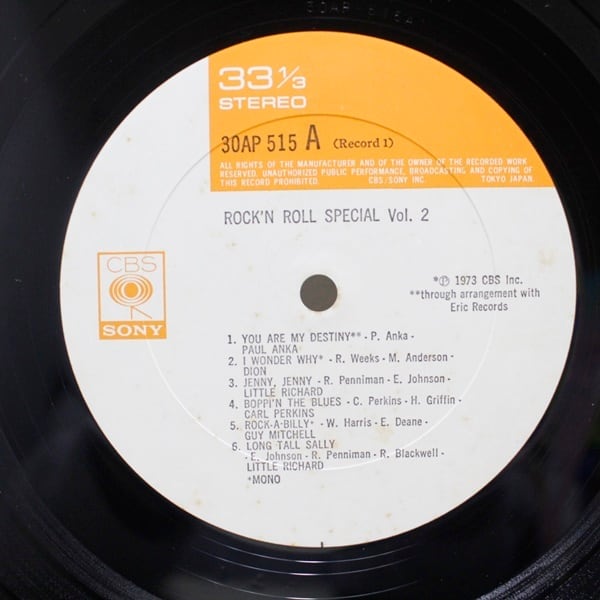 33 1/3
STEREO
30AP 515 A (Record 1)
ALL RIGHTS OF THE MANUFACTURER AND OF THE OWNER OF THE RECORDED WORK
RESERVED. UNAUTHORIZED PUBLIC PERFORMANCE, BROADCASTING AND COPYING OF
THIS RECORD PROHIBITED. CBS/SONY INC. TOKYO JAPAN.
ROCK'N ROLL SPECIAL Vol. 2
CBS
SONY
*Ⓟ 1973 CBS Inc.
**through arrangement with
Eric Records
1. YOU ARE MY DESTINY** - P. Anka -
PAUL ANKA
2. I WONDER WHY* - R. Weeks - M. Anderson -
DION
3. JENNY, JENNY - R. Penniman - E. Johnson -
LITTLE RICHARD
4. BOPPI'N THE BLUES - C. Perkins - H. Griffin -
CARL PERKINS
5. ROCK-A-BILLY* - W. Harris - E. Deane -
GUY MITCHELL
6. LONG TALL SALLY
- E. Johnson - R. Penniman - R. Blackwell -
LITTLE RICHARD
*MONO